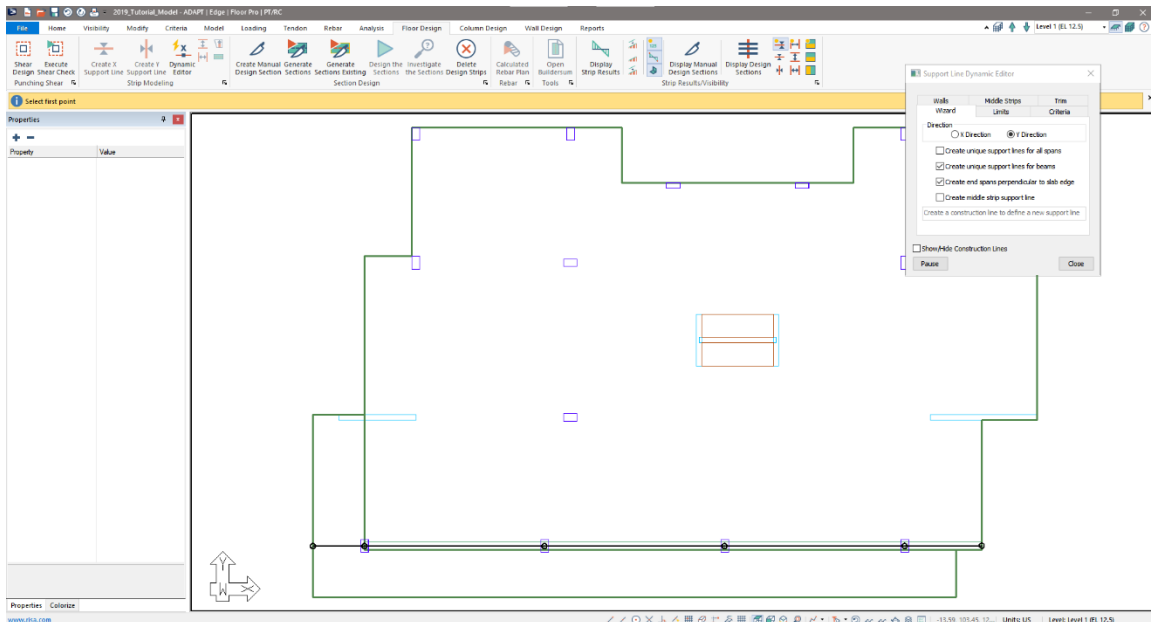 2019_Tutorial_Model - ADAPT | Edge | Floor Pro | PT/RC
File Home Visibility Modify Criteria Model Loading Tendon Rebar Analysis Floor Design Column Design Wall Design Reports
Level 1 (EL 12.5)
Shear Design
Execute Shear Check
Create X Support Line
Create Y Support Line
Dynamic Editor
Create Manual Design Section
Generate Sections
Generate Sections Existing
Design the Sections
Investigate the Sections
Delete Design Strips
Calculated Rebar Plan
Open Buildersum
Display Strip Results
Display Manual Design Sections
Display Design Sections
Punching Shear
Strip Modeling
Section Design
Rebar
Tools
Strip Results/Visibility
Select first point
Properties
Property Value
Support Line Dynamic Editor
Walls Middle Strips Trim
Wizard Limits Criteria
Direction
X Direction Y Direction
Create unique support lines for all spans
Create unique support lines for beams
Create end spans perpendicular to slab edge
Create middle strip support line
Create a construction line to define a new support line
Show/Hide Construction Lines
Pause Close
Y
W X
Properties Colorize
www.risa.com
-13.59, 103.45, 12... Units: US Level: Level 1 (EL 12.5)